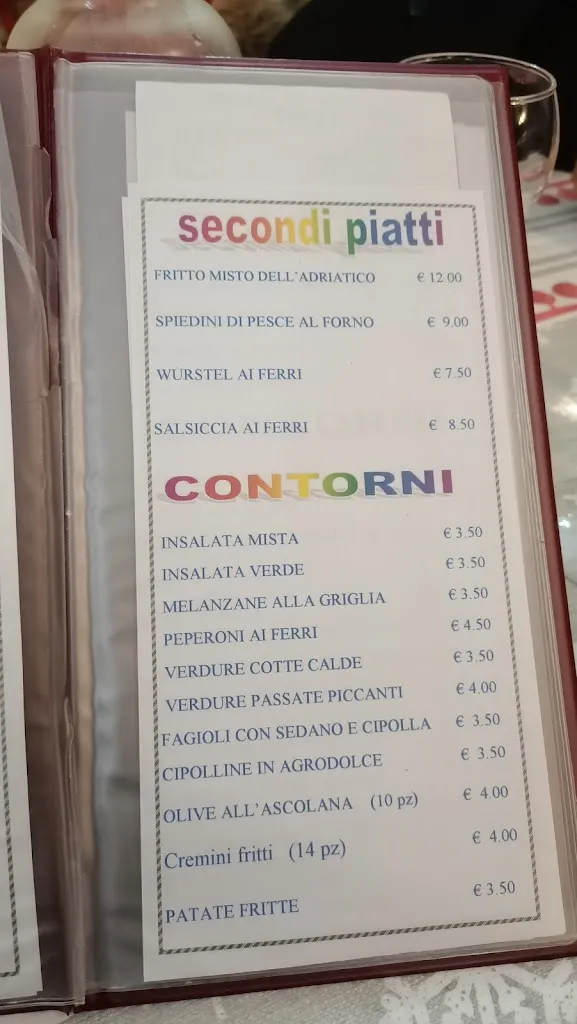 secondi piatti
FRITTO MISTO DELL'ADRIATICO € 12.00
SPIEDINI DI PESCE AL FORNO € 9.00
WURSTEL AI FERRI € 7.50
SALSICCIA AI FERRI € 8.50
CONTORNI
INSALATA MISTA € 3.50
INSALATA VERDE € 3.50
MELANZANE ALLA GRIGLIA € 3.50
PEPERONI AI FERRI € 4.50
VERDURE COTTE CALDE € 3.50
VERDURE PASSATE PICCANTI € 4.00
FAGIOLI CON SEDANO E CIPOLLA € 3.50
CIPOLLINE IN AGRODOLCE € 3.50
OLIVE ALL'ASCOLANA (10 pz) € 4.00
Cremini fritti (14 pz) € 4.00
PATATE FRITTE € 3.50